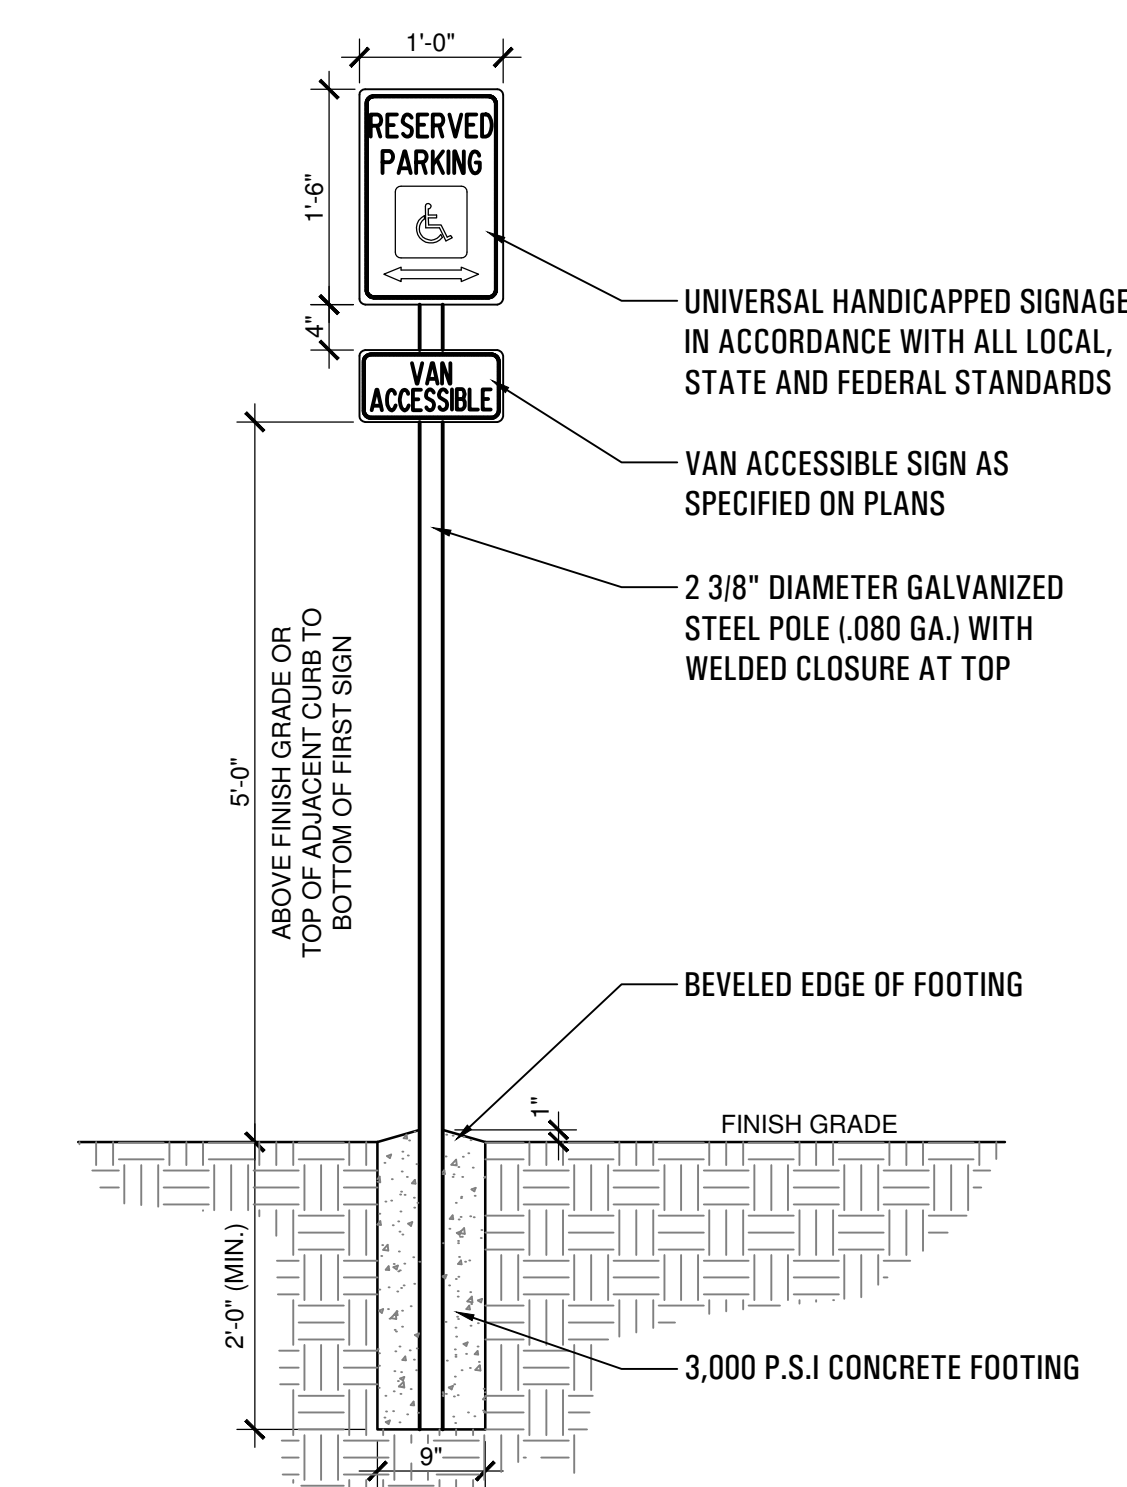 1'-0"
RESERVED
PARKING
1'-6"
4"
VAN
ACCESSIBLE
UNIVERSAL HANDICAPPED SIGNAGE
IN ACCORDANCE WITH ALL LOCAL,
STATE AND FEDERAL STANDARDS
VAN ACCESSIBLE SIGN AS
SPECIFIED ON PLANS
2 3/8" DIAMETER GALVANIZED
STEEL POLE (.080 GA.) WITH
WELDED CLOSURE AT TOP
5'-0"
ABOVE FINISH GRADE OR
TOP OF ADJACENT CURB TO
BOTTOM OF FIRST SIGN
BEVELED EDGE OF FOOTING
1"
FINISH GRADE
2'-0" (MIN.)
3,000 P.S.I CONCRETE FOOTING
9"